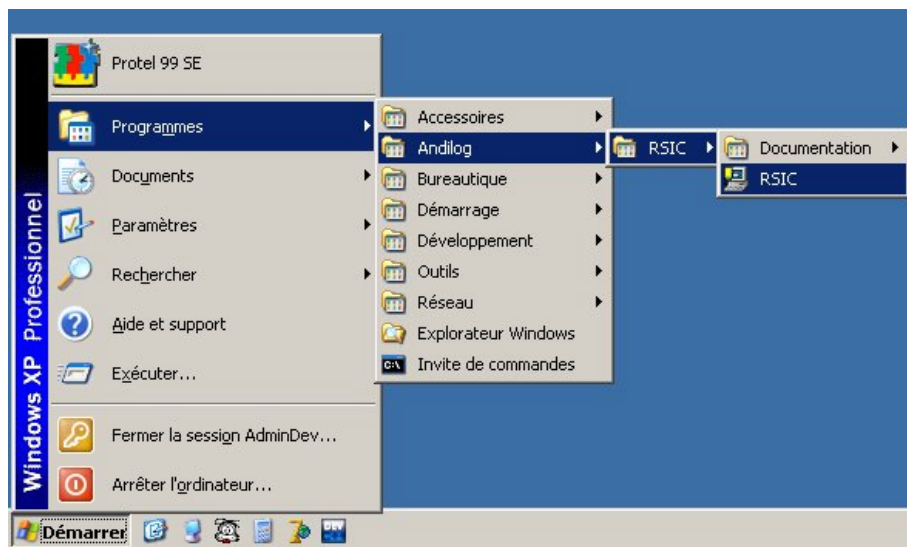 Protel 99 SE
Programmes
Documents
Paramètres
Rechercher
Aide et support
Exécuter...
Fermer la session AdminDev...
Arrêter l'ordinateur...
Windows XP Professionnel
Accessoires
Andilog
Bureautique
Démarrage
Développement
Outils
Réseau
Explorateur Windows
Invite de commandes
RSIC
Documentation
RSIC
Démarrer